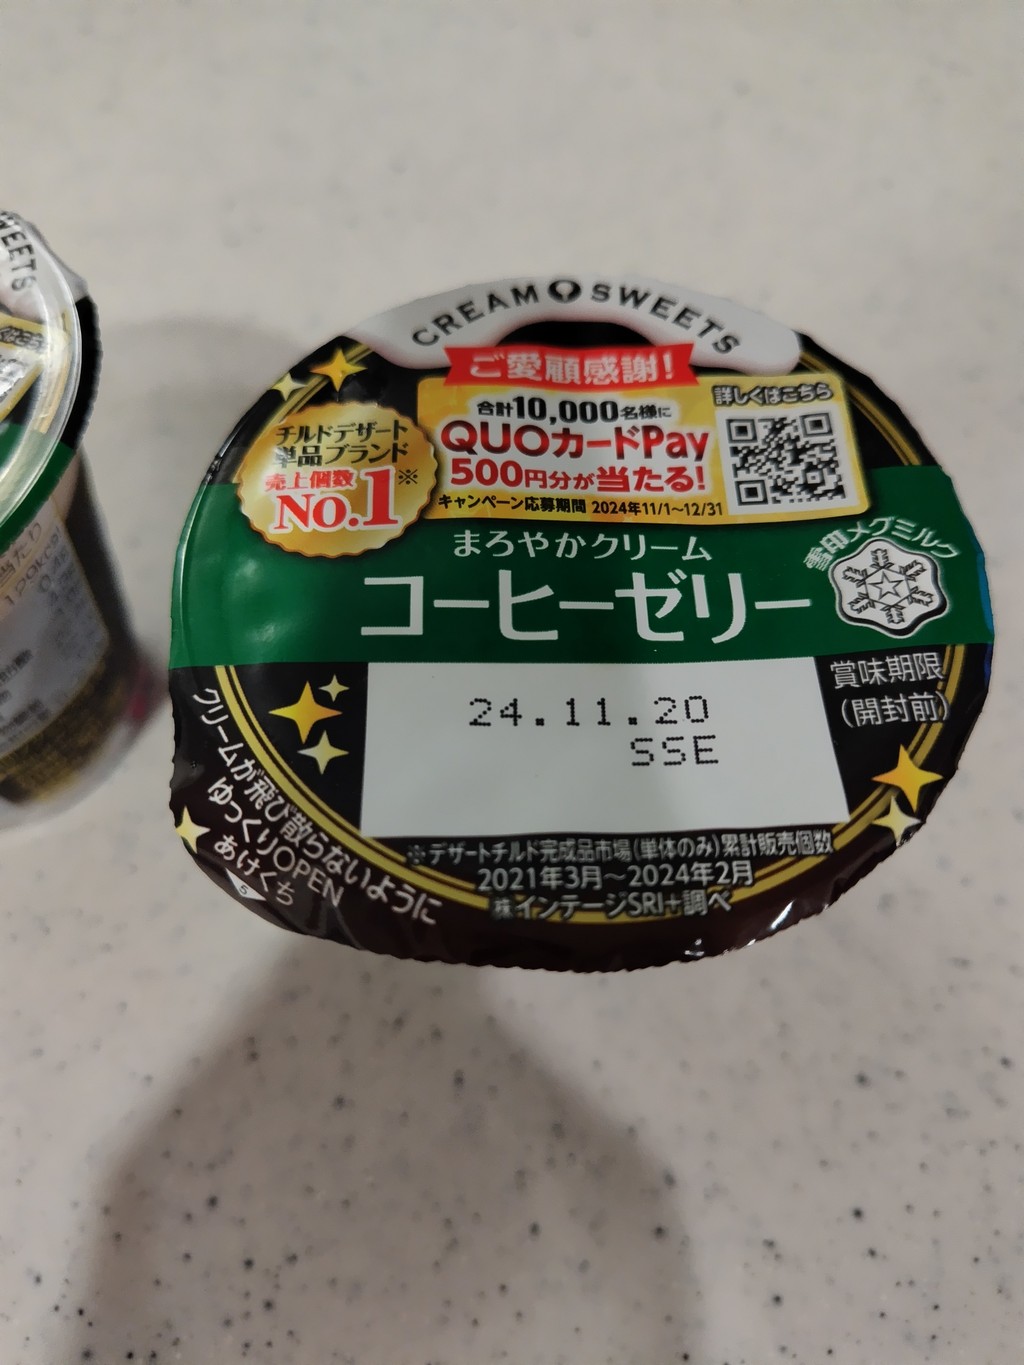 CREAM SWEETS
ご愛顧感謝!
合計10,000名様に
QUOカードPay
500円分が当たる!
キャンペーン応募期間 2024年11/1~12/31
詳しくはこちら
チルドデザート
単品ブランド
売上個数
No.1※
まろやかクリーム
コーヒーゼリー
雪印メグミルク
賞味期限
(開封前)
24.11.20
SSE
クリームが飛び散らないように
ゆっくりOPEN
あけくち
5
※デザートチルド完成品市場(単体のみ)累計販売個数
2021年3月~2024年2月
株インテージSRI+調べ
WEETS
当たり
120kcal